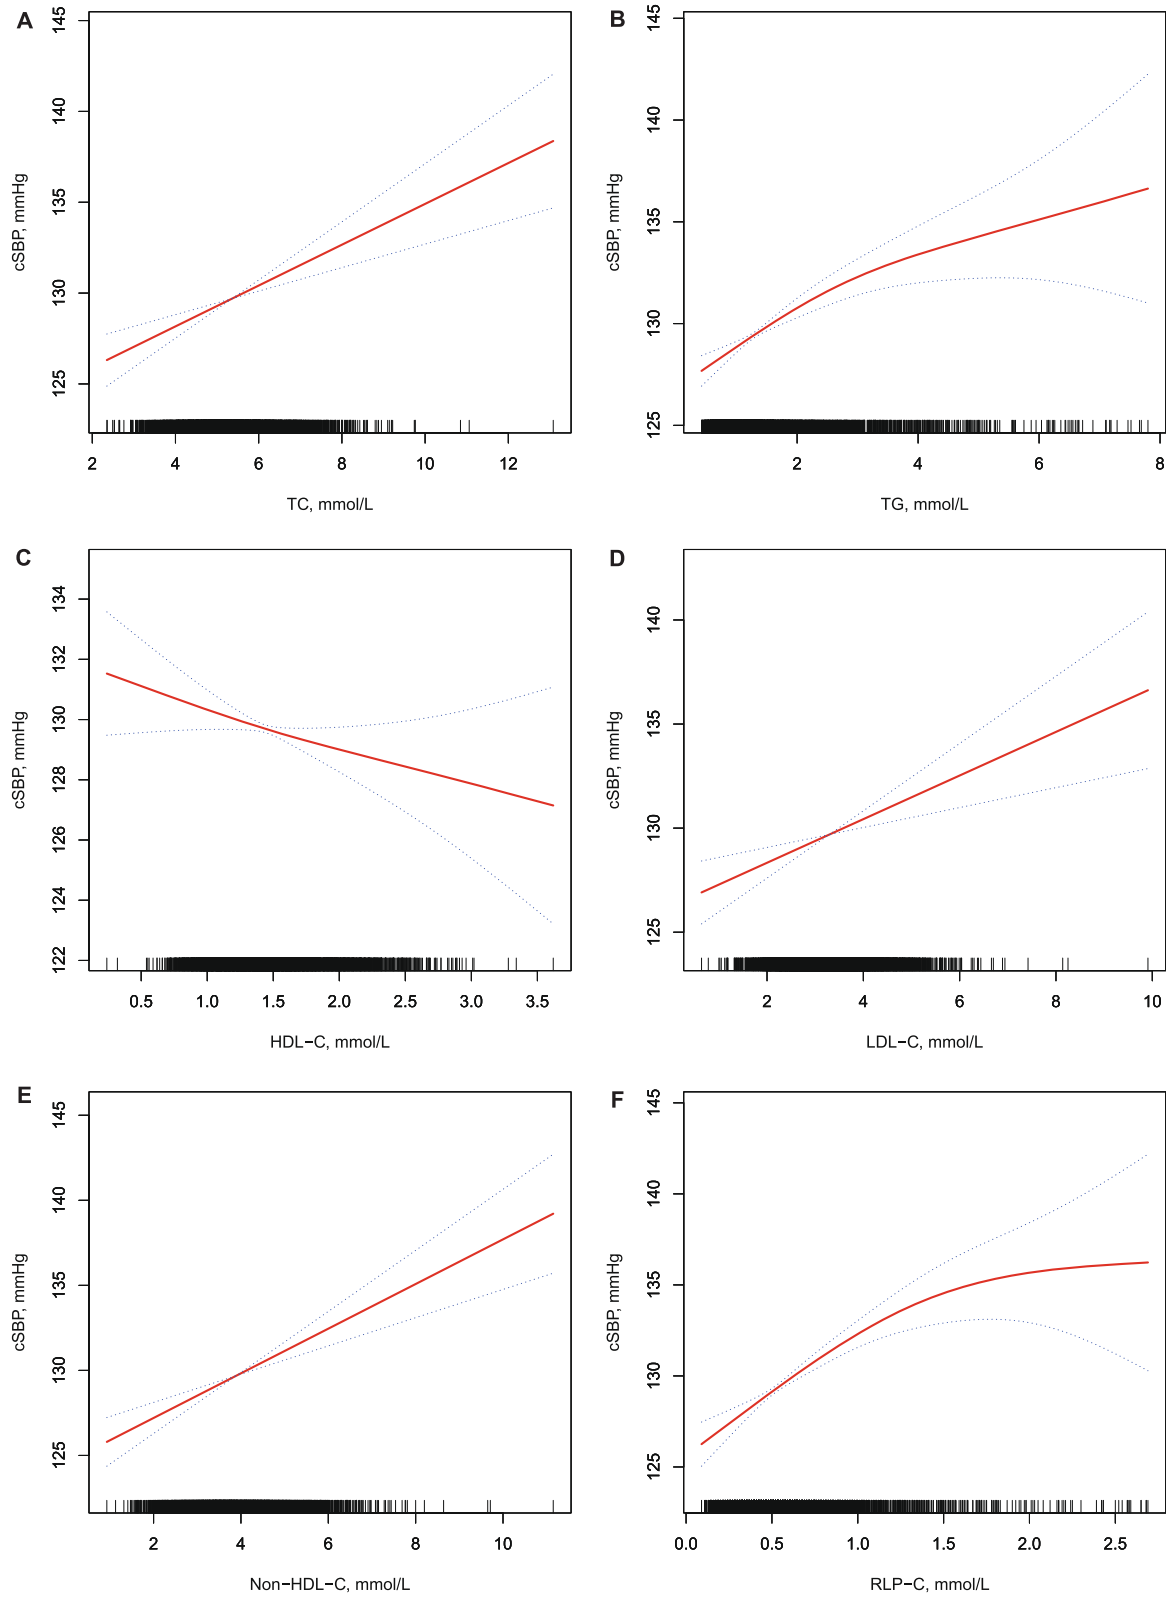 A
cSBP, mmHg
145
140
135
130
125
2 4 6 8 10 12
TC, mmol/L
B
cSBP, mmHg
145
140
135
130
125
2 4 6 8
TG, mmol/L
C
cSBP, mmHg
134
132
130
128
126
124
122
0.5 1.0 1.5 2.0 2.5 3.0 3.5
HDL−C, mmol/L
D
cSBP, mmHg
140
135
130
125
2 4 6 8 10
LDL−C, mmol/L
E
cSBP, mmHg
145
140
135
130
125
2 4 6 8 10
Non−HDL−C, mmol/L
F
cSBP, mmHg
145
140
135
130
125
0.0 0.5 1.0 1.5 2.0 2.5
RLP−C, mmol/L